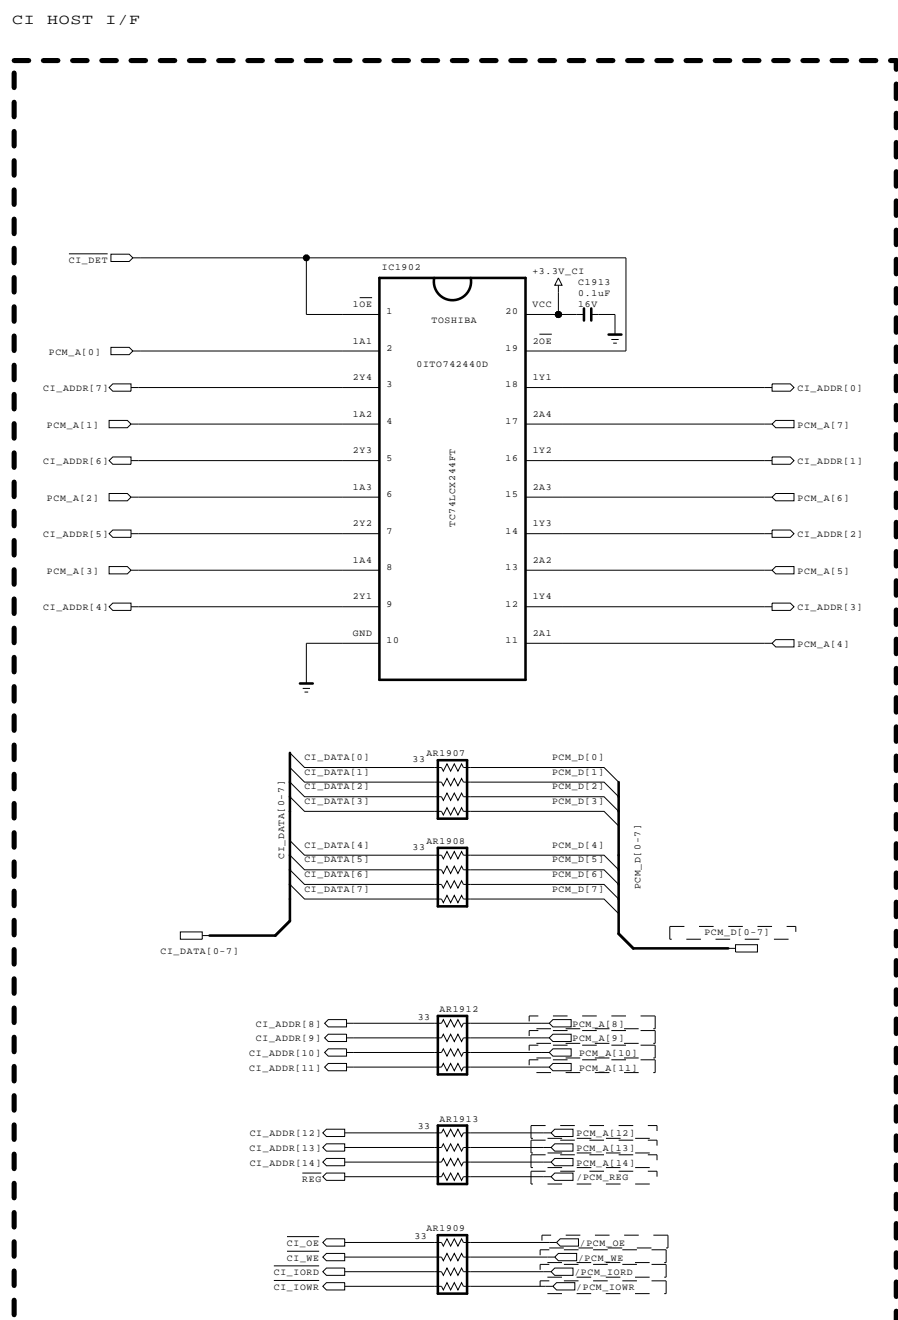 CI HOST I/F
CI_DET
IC1902
+3.3V_CI
C1913
0.1uF
16V
1OE
1
20
VCC
TOSHIBA
PCM_A[0]
1A1
2
19
2OE
0ITO742440D
CI_ADDR[7]
2Y4
3
18
1Y1
CI_ADDR[0]
PCM_A[1]
1A2
4
17
2A4
PCM_A[7]
CI_ADDR[6]
2Y3
5
16
1Y2
CI_ADDR[1]
TC74LCX244FT
PCM_A[2]
1A3
6
15
2A3
PCM_A[6]
CI_ADDR[5]
2Y2
7
14
1Y3
CI_ADDR[2]
PCM_A[3]
1A4
8
13
2A2
PCM_A[5]
CI_ADDR[4]
2Y1
9
12
1Y4
CI_ADDR[3]
GND
10
11
2A1
PCM_A[4]
AR1907
33
CI_DATA[0]
PCM_D[0]
CI_DATA[1]
PCM_D[1]
CI_DATA[2]
PCM_D[2]
CI_DATA[3]
PCM_D[3]
CI_DATA[0-7]
PCM_D[0-7]
AR1908
33
CI_DATA[4]
PCM_D[4]
CI_DATA[5]
PCM_D[5]
CI_DATA[6]
PCM_D[6]
CI_DATA[7]
PCM_D[7]
PCM_D[0-7]
CI_DATA[0-7]
AR1912
33
CI_ADDR[8]
PCM_A[8]
CI_ADDR[9]
PCM_A[9]
CI_ADDR[10]
PCM_A[10]
CI_ADDR[11]
PCM_A[11]
AR1913
33
CI_ADDR[12]
PCM_A[12]
CI_ADDR[13]
PCM_A[13]
CI_ADDR[14]
PCM_A[14]
REG
/PCM_REG
AR1909
33
CI_OE
/PCM_OE
CI_WE
/PCM_WE
CI_IORD
/PCM_IORD
CI_IOWR
/PCM_IOWR